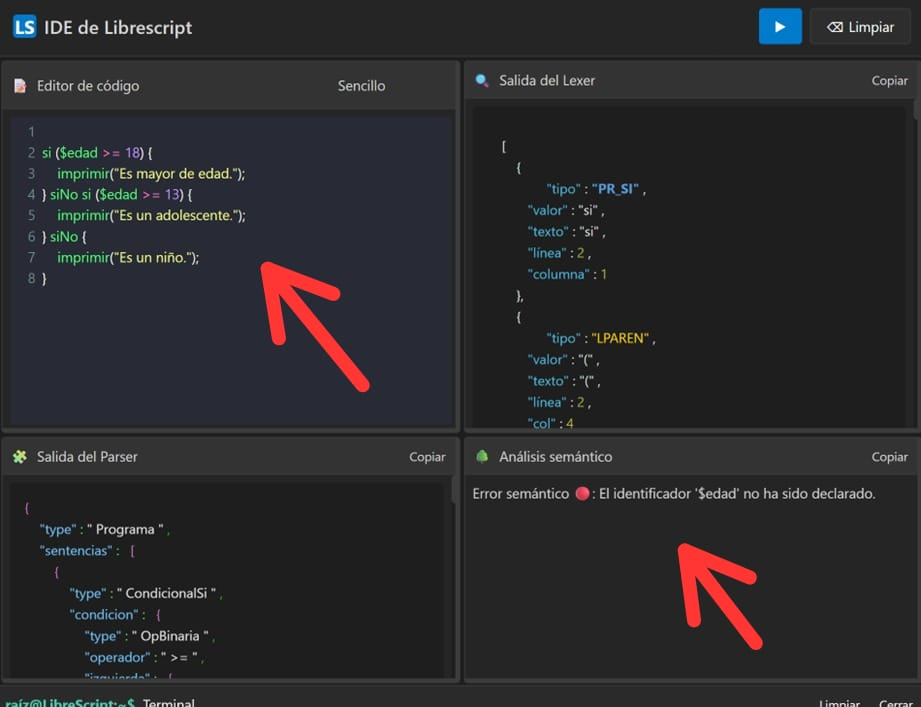 LS IDE de Librescript
Limpiar
Editor de código
Sencillo
1
2 si ($edad >= 18) {
3 imprimir("Es mayor de edad.");
4 } siNo si ($edad >= 13) {
5 imprimir("Es un adolescente.");
6 } siNo {
7 imprimir("Es un niño.");
8 }
Salida del Lexer
Copiar
[
{
"tipo" : "PR_SI" ,
"valor" : "si" ,
"texto" : "si" ,
"línea" : 2 ,
"columna" : 1
},
{
"tipo" : "LPAREN" ,
"valor" : "(" ,
"texto" : "(" ,
"línea" : 2 ,
"col" : 4
Salida del Parser
Copiar
{
"type" : " Programa " ,
"sentencias" : [
{
"type" : " CondicionalSi " ,
"condicion" : {
"type" : " OpBinaria " ,
"operador" : " >= " ,
"izquierda" : {
Análisis semántico
Copiar
Error semántico : El identificador '$edad' no ha sido declarado.
raíz@LibreScript:~$ Terminal
Limpiar
Cerrar